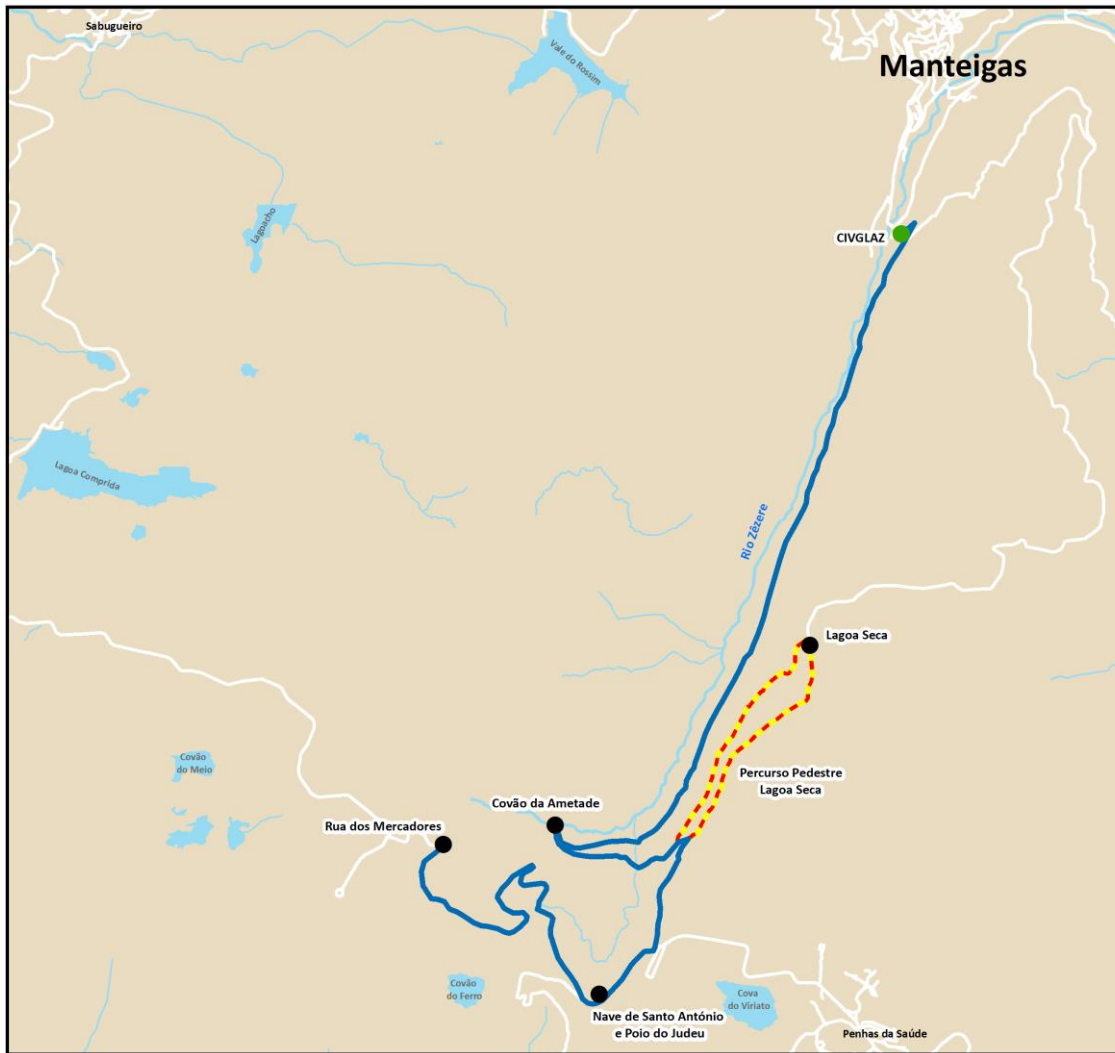 Sabugueiro
Vale do Rossim
Manteigas
Lagoacho
CIVGLAZ
Lagoa Comprida
Rio Zêzere
Lagoa Seca
Covão
do Meio
Percurso Pedestre
Lagoa Seca
Covão da Ametade
Rua dos Mercadores
Covão
do Ferro
Cova
do Viriato
Nave de Santo António
e Poio do Judeu
Penhas da Saúde